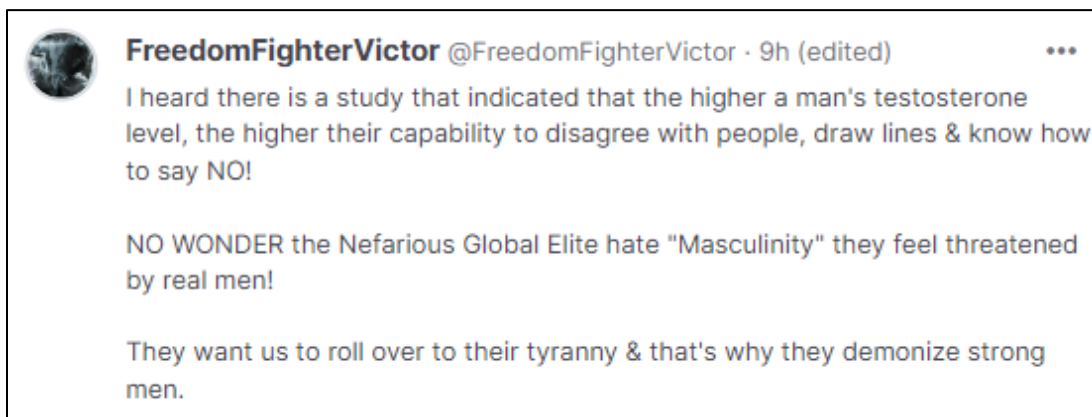 FreedomFighterVictor @FreedomFighterVictor · 9h (edited) •••
I heard there is a study that indicated that the higher a man's testosterone
level, the higher their capability to disagree with people, draw lines & know how
to say NO!
NO WONDER the Nefarious Global Elite hate "Masculinity" they feel threatened
by real men!
They want us to roll over to their tyranny & that's why they demonize strong
men.